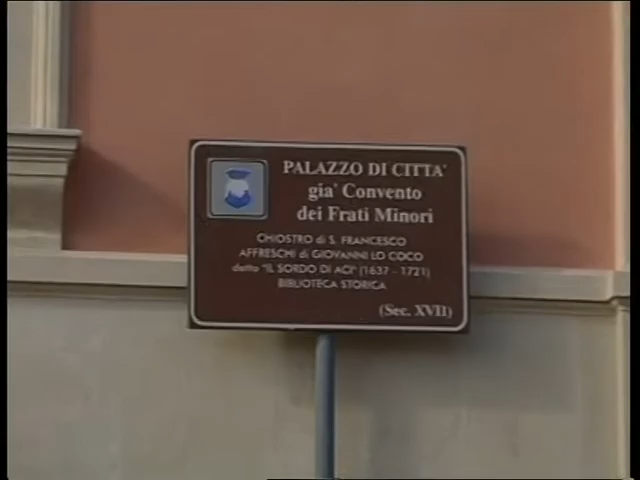 PALAZZO DI CITTA'
gia' Convento
dei Frati Minori
CHIOSTRO di S. FRANCESCO
AFFRESCHI di GIOVANNI LO COCO
detto "IL SORDO DI ACI" (1637 - 1721)
BIBLIOTECA STORICA
(Sec. XVII)